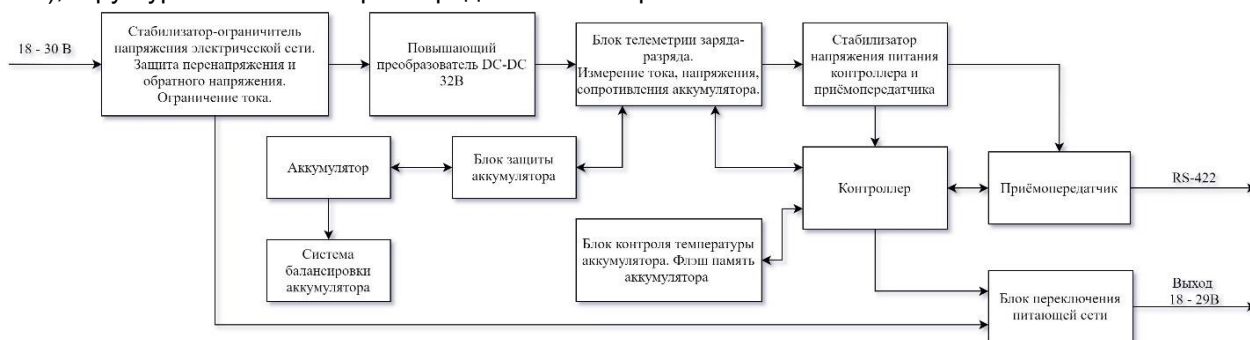 18 - 30 В
Стабилизатор-ограничитель
напряжения электрической сети.
Защита перенапряжения и
обратного напряжения.
Ограничение тока.
Повышающий
преобразователь DC-DC
32В
Блок телеметрии заряда-
разряда.
Измерение тока, напряжения,
сопротивления аккумулятора.
Стабилизатор
напряжения питания
контроллера и
приёмопередатчика
Аккумулятор
Блок защиты
аккумулятора
Контроллер
Приёмопередатчик
RS-422
Система
балансировки
аккумулятора
Блок контроля температуры
аккумулятора. Флэш память
аккумулятора
Блок переключения
питающей сети
Выход
18 - 29В